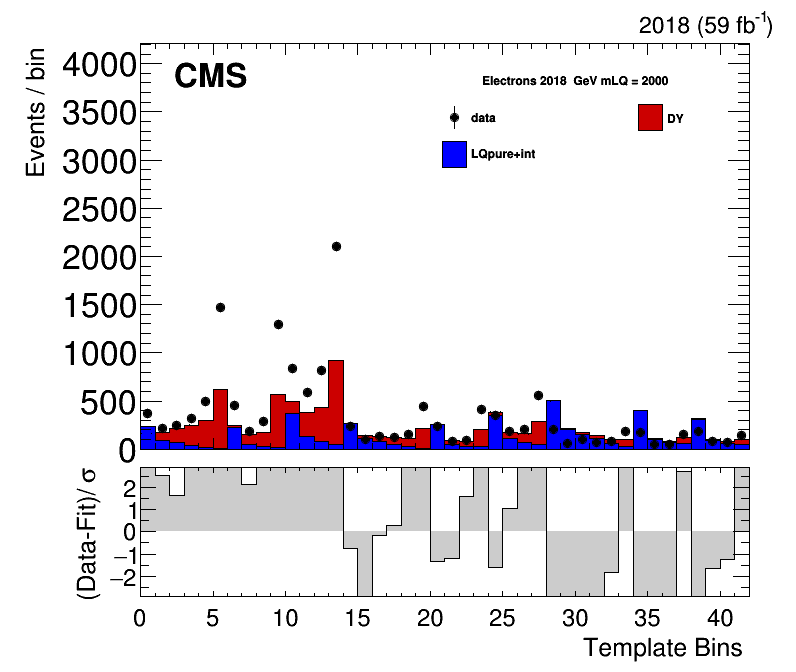 2018 (59 fb-1)
Events / bin
CMS
Electrons 2018 GeV mLQ = 2000
data
DY
LQpure+int
4000
3500
3000
2500
2000
1500
1000
500
0
(Data-Fit)/ σ
2
1
0
−1
−2
0 5 10 15 20 25 30 35 40
Template Bins